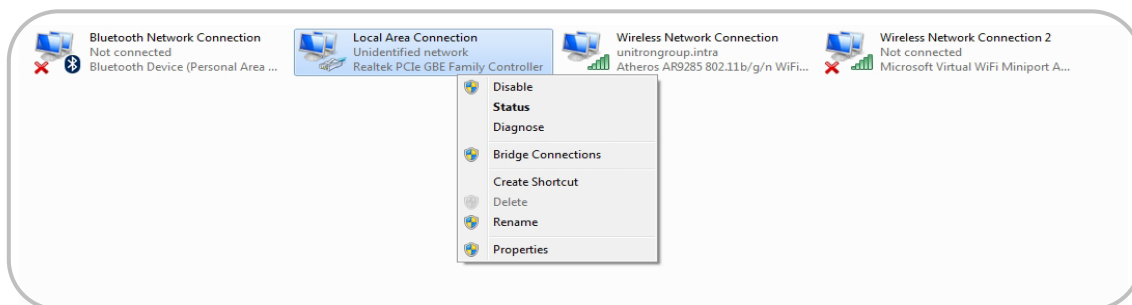 Bluetooth Network Connection
Not connected
Bluetooth Device (Personal Area ...
Local Area Connection
Unidentified network
Realtek PCIe GBE Family Controller
Wireless Network Connection
unitrongroup.intra
Atheros AR9285 802.11b/g/n WiFi...
Wireless Network Connection 2
Not connected
Microsoft Virtual WiFi Miniport A...
Disable
Status
Diagnose
Bridge Connections
Create Shortcut
Delete
Rename
Properties